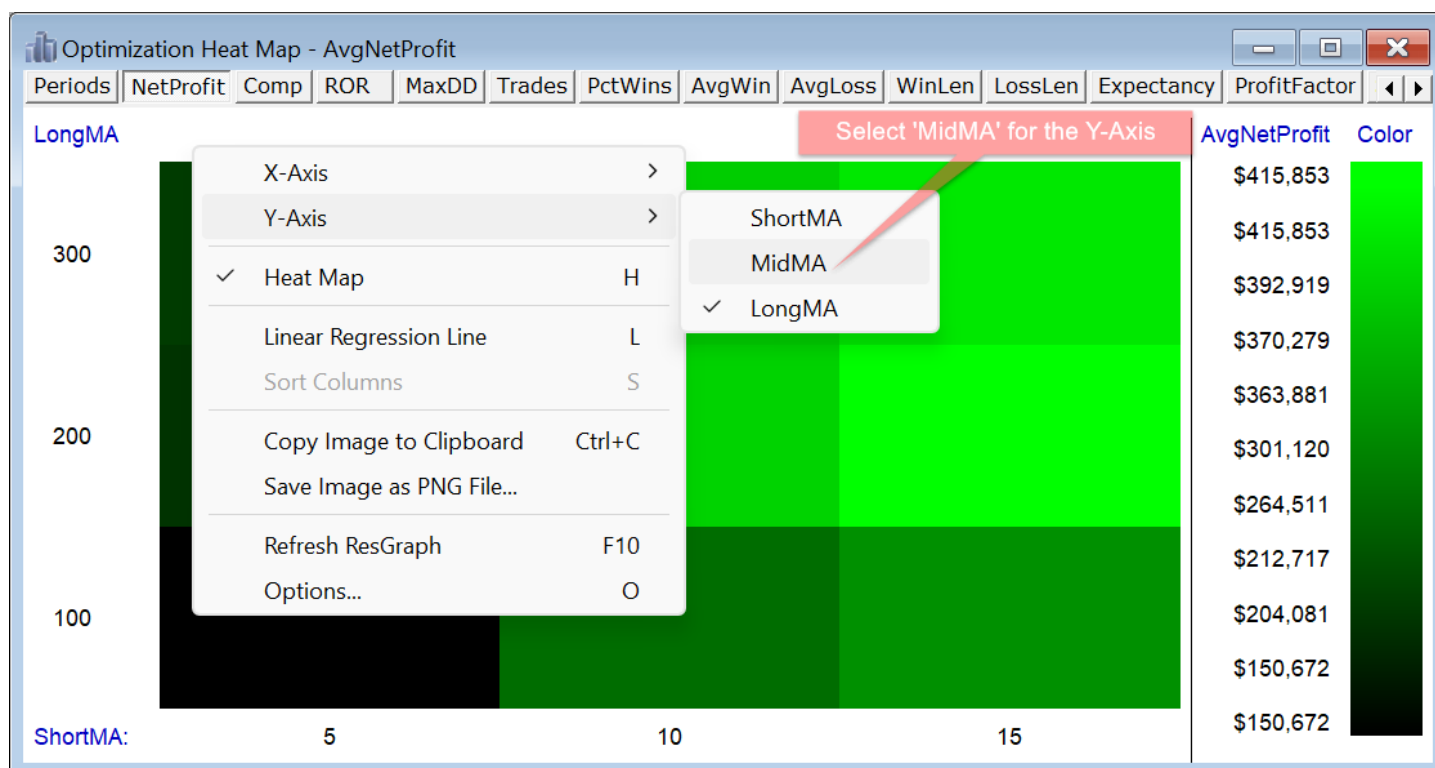 Optimization Heat Map - AvgNetProfit
Periods NetProfit Comp ROR MaxDD Trades PctWins AvgWin AvgLoss WinLen LossLen Expectancy ProfitFactor
LongMA
Select 'MidMA' for the Y-Axis
AvgNetProfit Color
X-Axis
Y-Axis
Heat Map H
Linear Regression Line L
Sort Columns S
Copy Image to Clipboard Ctrl+C
Save Image as PNG File...
Refresh ResGraph F10
Options... O
ShortMA
MidMA
LongMA
300
200
100
$415,853
$415,853
$392,919
$370,279
$363,881
$301,120
$264,511
$212,717
$204,081
$150,672
$150,672
ShortMA: 5 10 15